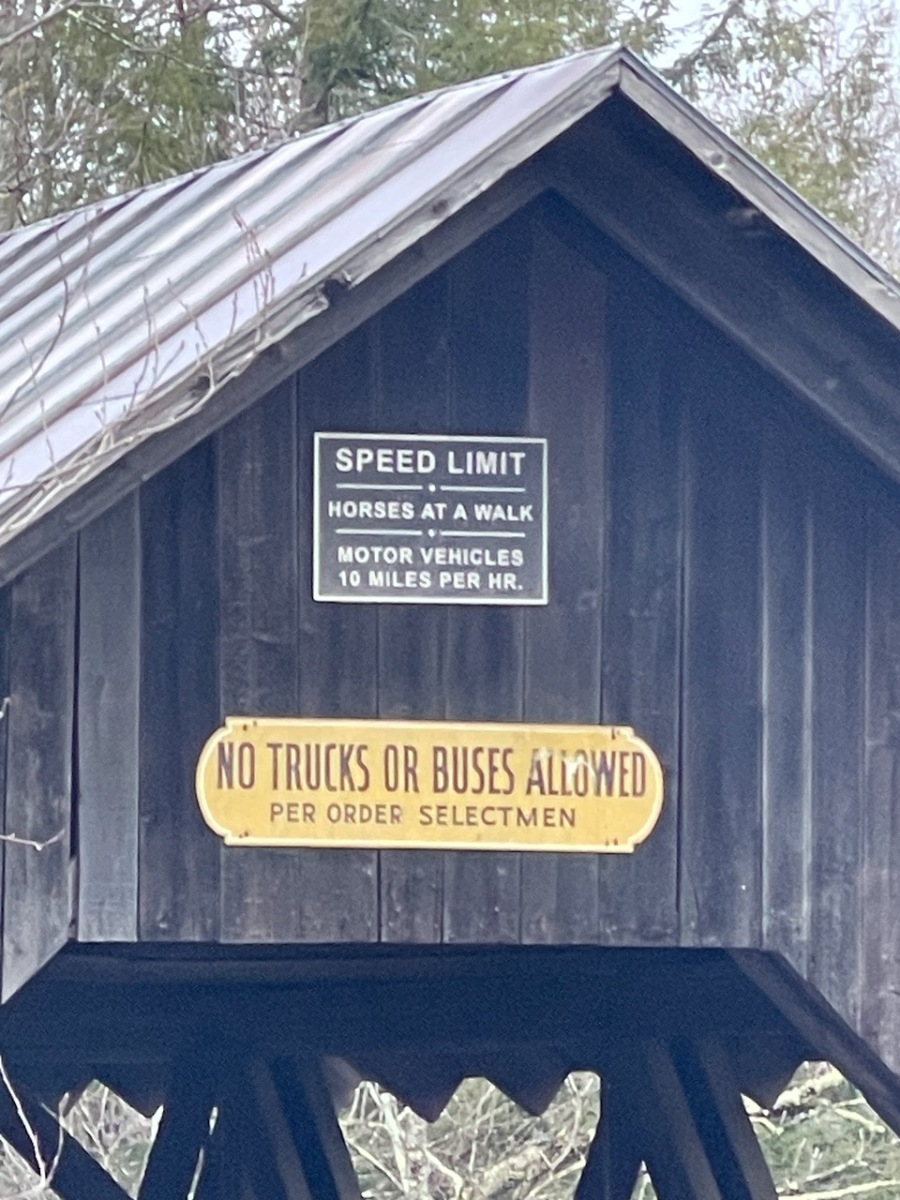 SPEED LIMIT
HORSES AT A WALK
MOTOR VEHICLES
10 MILES PER HR.
NO TRUCKS OR BUSES ALLOWED
PER ORDER SELECTMEN